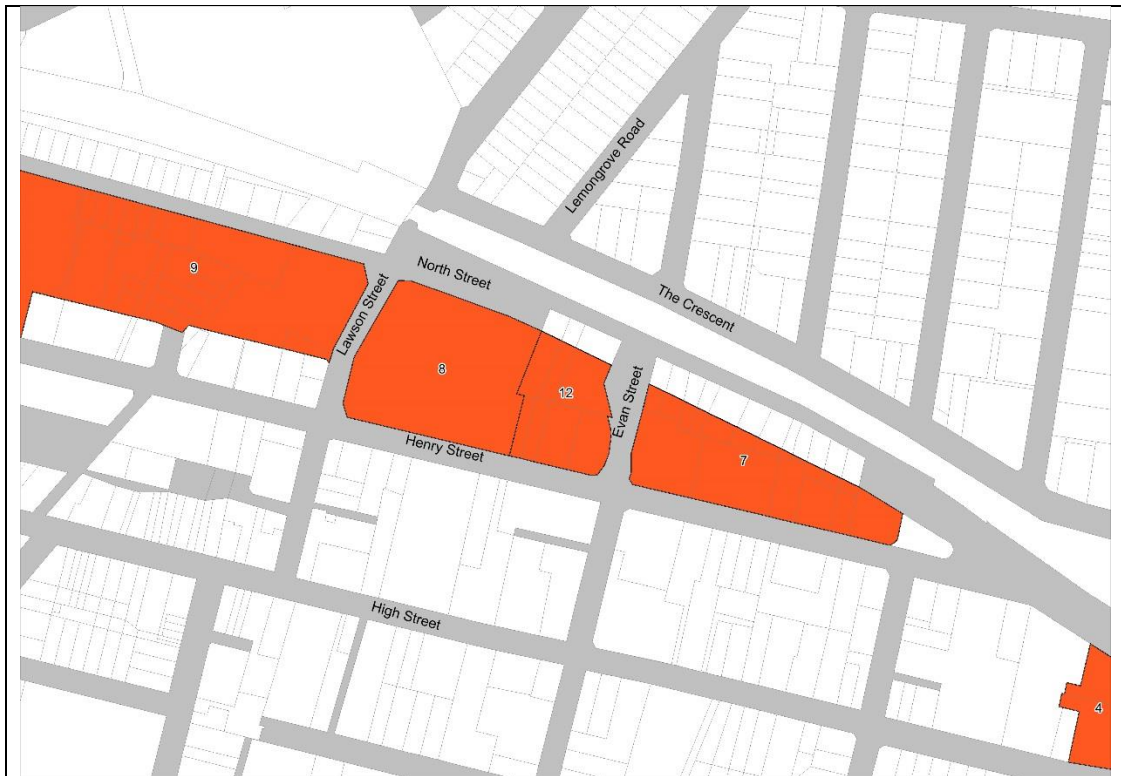 Lemongrove Road
9
North Street
The Crescent
Lawson Street
8
12
Evan Street
7
Henry Street
High Street
4